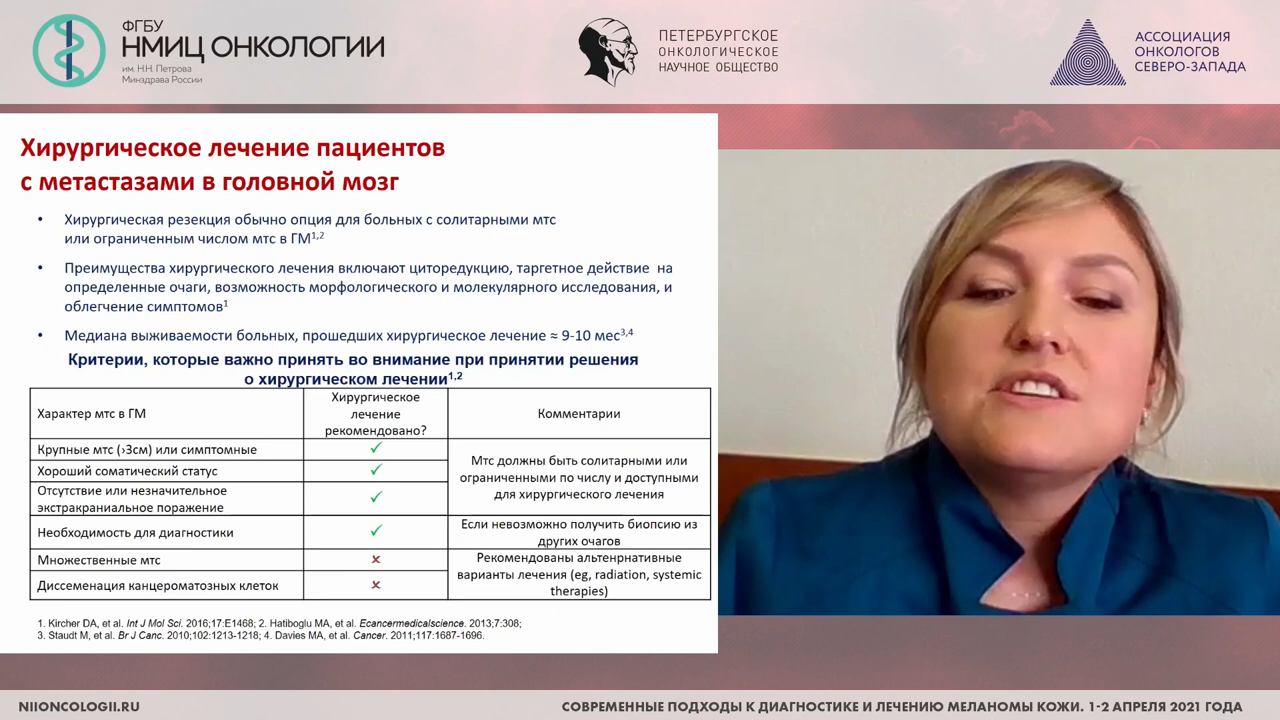 ФГБУ
НМИЦ ОНКОЛОГИИ
им. Н.Н. Петрова
Минздрава России
ПЕТЕРБУРГСКОЕ
ОНКОЛОГИЧЕСКОЕ
НАУЧНОЕ ОБЩЕСТВО
АССОЦИАЦИЯ
ОНКОЛОГОВ
СЕВЕРО-ЗАПАДА
Хирургическое лечение пациентов
с метастазами в головной мозг
• Хирургическая резекция обычно опция для больных с солитарными мтс
или ограниченным числом мтс в ГМ1,2
• Преимущества хирургического лечения включают циторедукцию, таргетное действие на
определенные очаги, возможность морфологического и молекулярного исследования, и
облегчение симптомов1
• Медиана выживаемости больных, прошедших хирургическое лечение ≈ 9-10 мес3,4
Критерии, которые важно принять во внимание при принятии решения
о хирургическом лечении1,2
Характер мтс в ГМ
Хирургическое
лечение
рекомендовано?
Комментарии
Крупные мтс (›3см) или симптомные
✓
Хороший соматический статус
✓
Отсутствие или незначительное
экстракраниальное поражение
✓
Мтс должны быть солитарными или
ограниченными по числу и доступными
для хирургического лечения
Необходимость для диагностики
✓
Если невозможно получить биопсию из
других очагов
Множественные мтс
×
Диссеменация канцероматозных клеток
×
Рекомендованы альтенрнативные
варианты лечения (eg, radiation, systemic
therapies)
1. Kircher DA, et al. Int J Mol Sci. 2016;17:E1468; 2. Hatiboglu MA, et al. Ecancermedicalscience. 2013;7:308;
3. Staudt M, et al. Br J Canc. 2010;102:1213-1218; 4. Davies MA, et al. Cancer. 2011;117:1687-1696.
NIIONCOLOGII.RU
СОВРЕМЕННЫЕ ПОДХОДЫ К ДИАГНОСТИКЕ И ЛЕЧЕНИЮ МЕЛАНОМЫ КОЖИ. 1-2 АПРЕЛЯ 2021 ГОДА